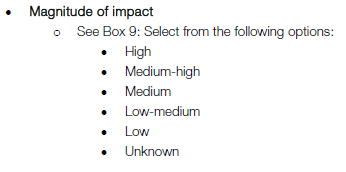 • Magnitude of impact
o See Box 9: Select from the following options:
• High
• Medium-high
• Medium
• Low-medium
• Low
• Unknown